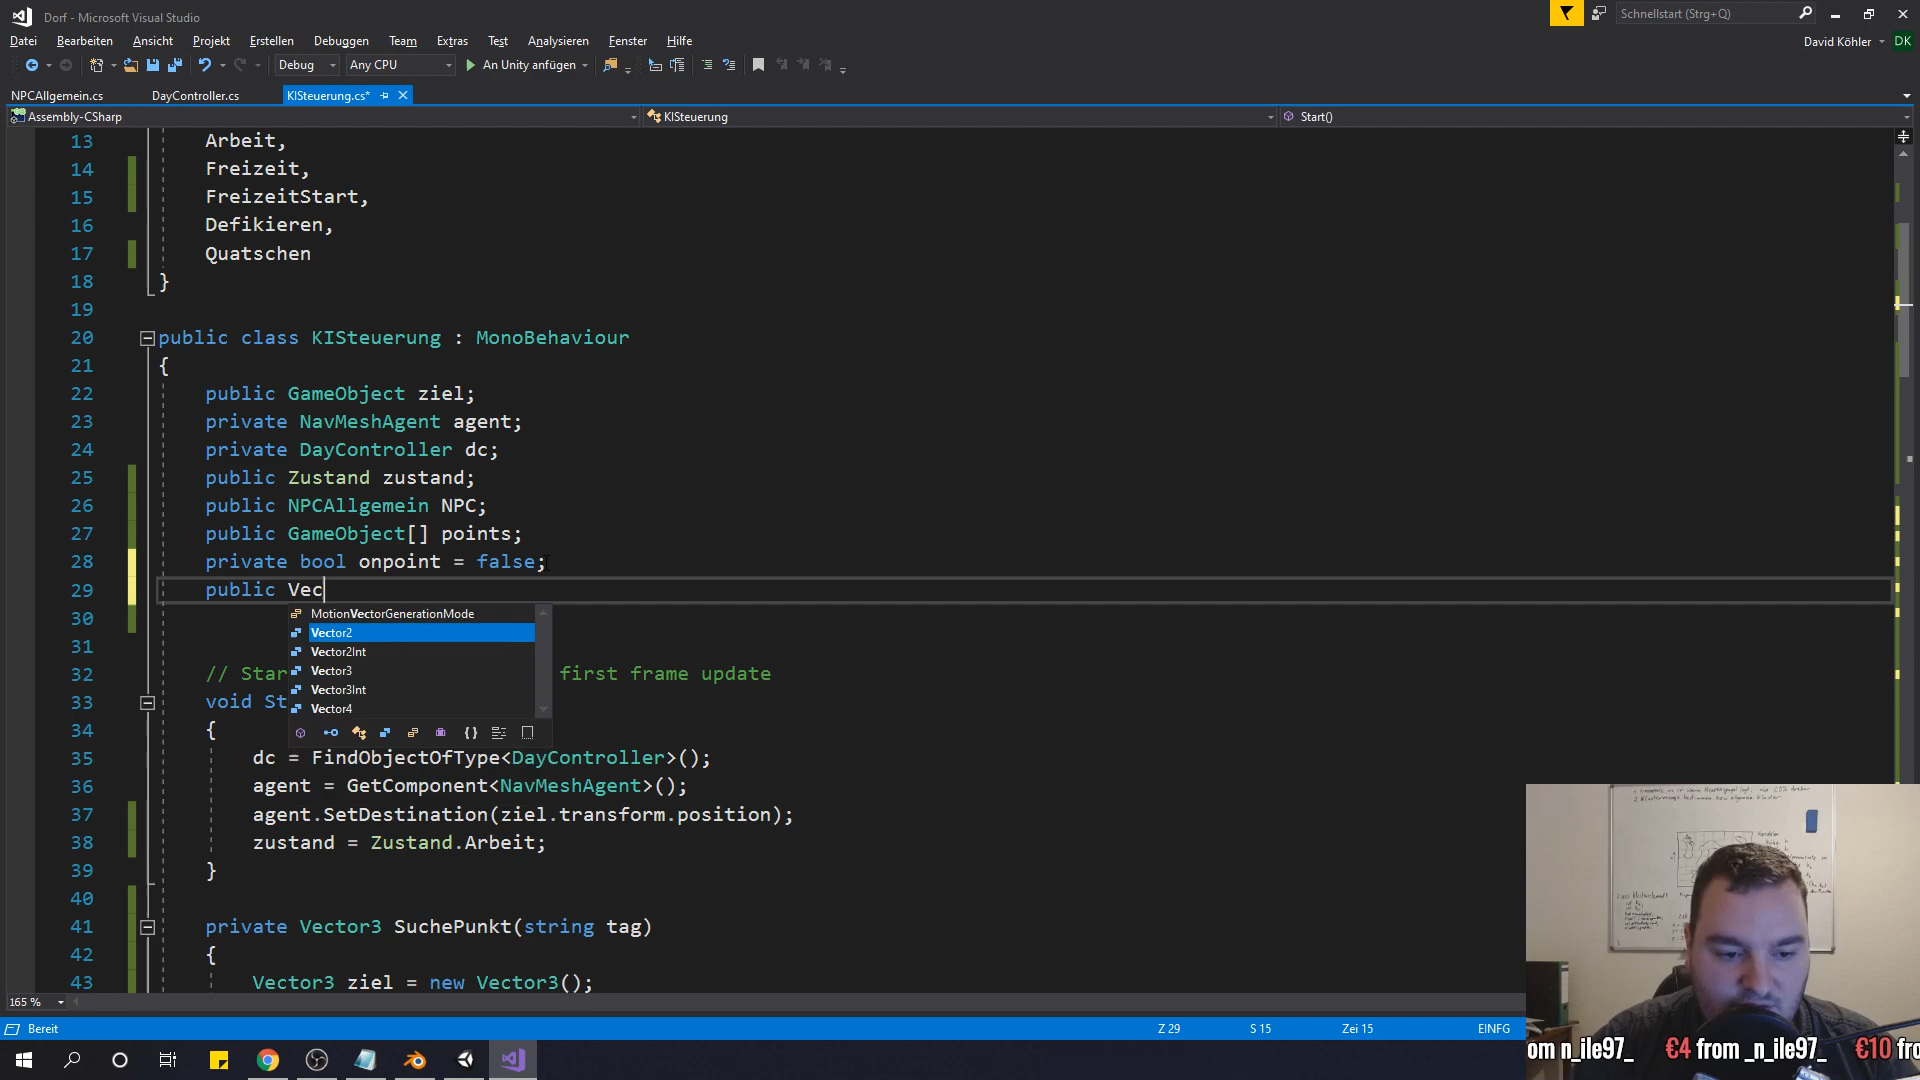 Dorf - Microsoft Visual Studio
Schnellstart (Strg+Q)
Datei Bearbeiten Ansicht Projekt Erstellen Debuggen Team Extras Test Analysieren Fenster Hilfe
David Köhler DK
Debug Any CPU An Unity anfügen
NPCAllgemein.cs DayController.cs KISteuerung.cs*
Assembly-CSharp KISteuerung Start()
13 Arbeit,
14 Freizeit,
15 FreizeitStart,
16 Defikieren,
17 Quatschen
18 }
19
20 public class KISteuerung : MonoBehaviour
21 {
22 public GameObject ziel;
23 private NavMeshAgent agent;
24 private DayController dc;
25 public Zustand zustand;
26 public NPCAllgemein NPC;
27 public GameObject[] points;
28 private bool onpoint = false;
29 public Vec
MotionVectorGenerationMode
30
Vector2
31
Vector2Int
Vector3
32 // Star first frame update
Vector3Int
33 void St
Vector4
34 {
35 dc = FindObjectOfType<DayController>();
36 agent = GetComponent<NavMeshAgent>();
37 agent.SetDestination(ziel.transform.position);
38 zustand = Zustand.Arbeit;
39 }
40
41 private Vector3 SuchePunkt(string tag)
42 {
43 Vector3 ziel = new Vector3();
165 %
Bereit Z 29 S 15 Zei 15 EINFG
om n_ile97_ €4 from _n_ile97_ €10 fro